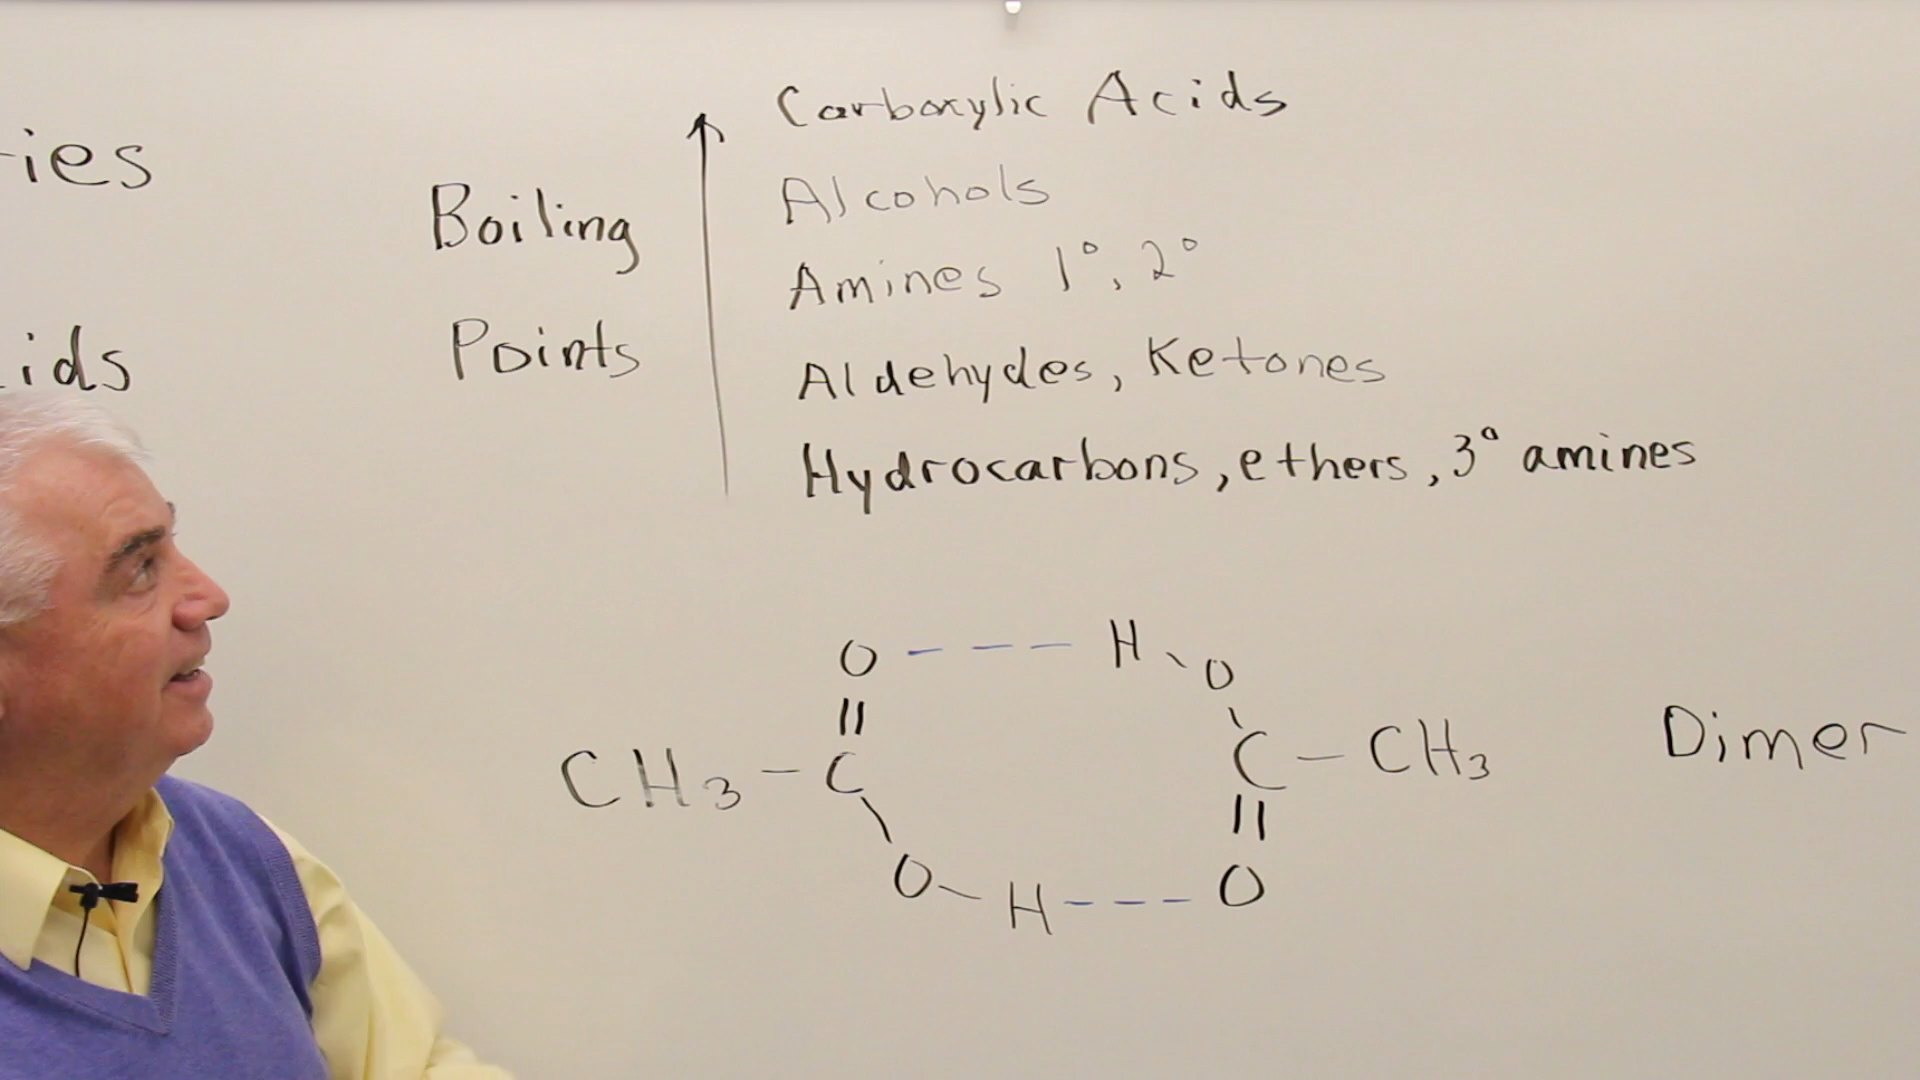 ies
ids
Boiling
Points
Carboxylic Acids
Alcohols
Amines 1°, 2°
Aldehydes, Ketones
Hydrocarbons, ethers, 3° amines
O --- H - O
CH3 - C
C - CH3
O - H --- O
Dimer